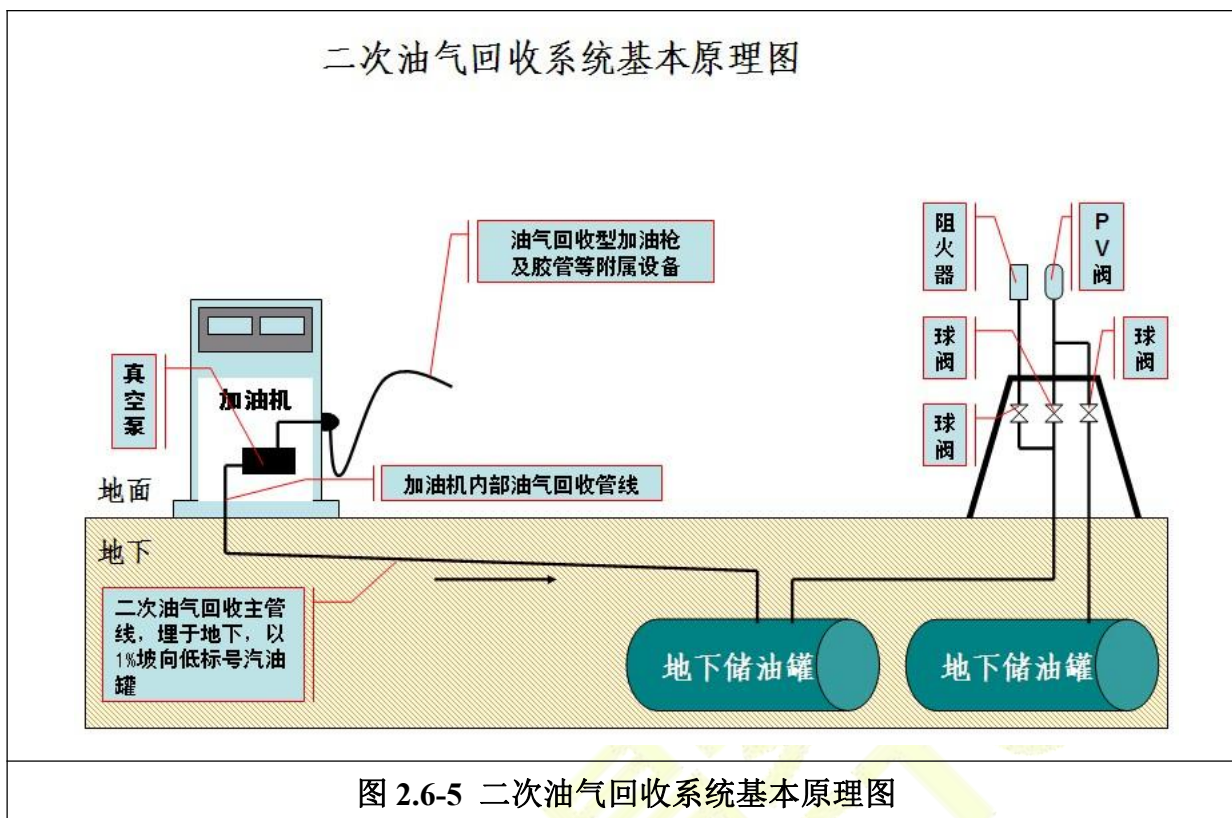 二次油气回收系统基本原理图
油气回收型加油枪
及胶管等附属设备
阻
火
器
P
V
阀
真
空
泵
加油机
球
阀
球
阀
球
阀
加油机内部油气回收管线
地面
地下
二次油气回收主管
线，埋于地下，以
1%坡向低标号汽油
罐
地下储油罐
地下储油罐
图 2.6-5 二次油气回收系统基本原理图